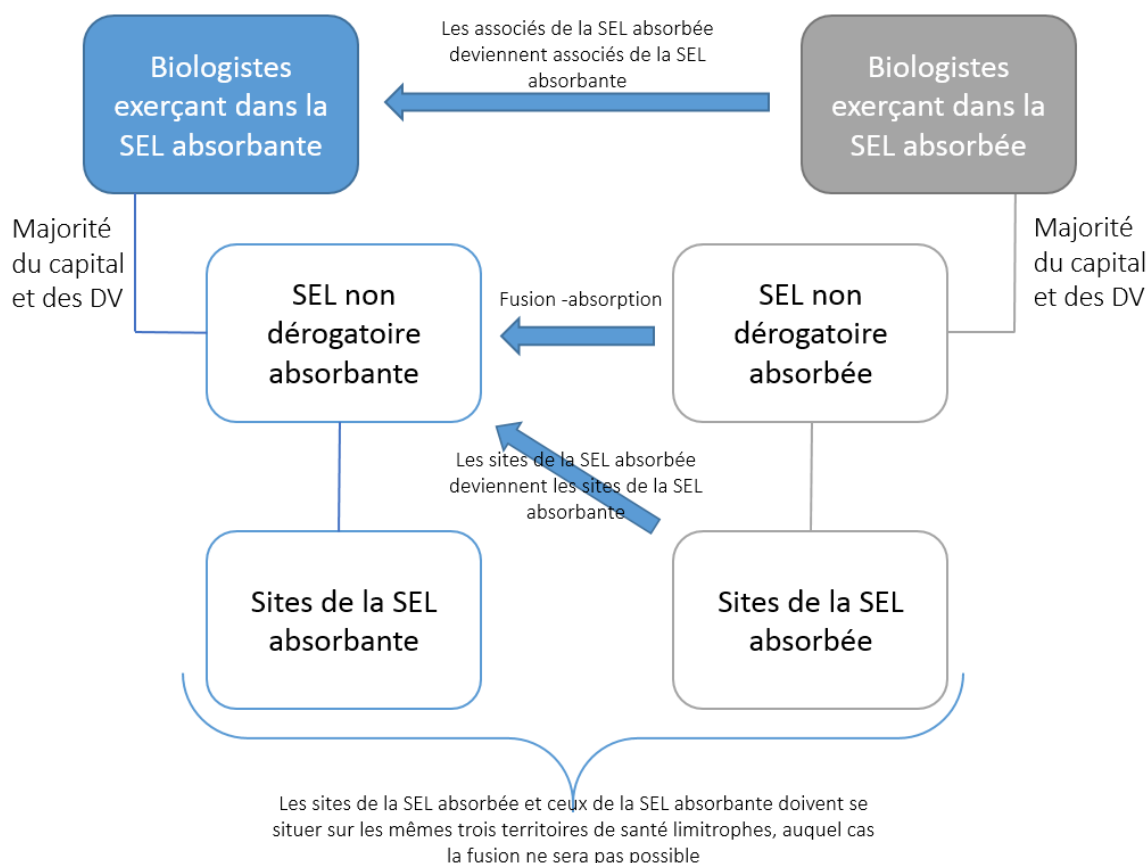 Les associés de la SEL absorbée
deviennent associés de la SEL
absorbante
Biologistes
exerçant dans la
SEL absorbante
Biologistes
exerçant dans la
SEL absorbée
Majorité
du capital
et des DV
Majorité
du capital
et des DV
SEL non
dérogatoire
absorbante
Fusion -absorption
SEL non
dérogatoire
absorbée
Les sites de la SEL absorbée
deviennent les sites de la SEL
absorbante
Sites de la SEL
absorbante
Sites de la SEL
absorbée
Les sites de la SEL absorbée et ceux de la SEL absorbante doivent se
situer sur les mêmes trois territoires de santé limitrophes, auquel cas
la fusion ne sera pas possible